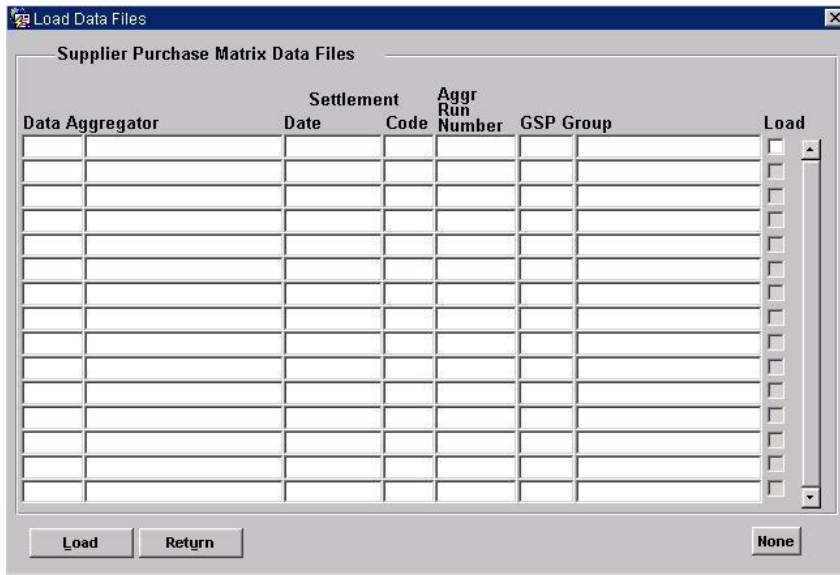 Load Data Files
Supplier Purchase Matrix Data Files
Settlement
Aggr
Run
Data Aggregator Date Code Number GSP Group Load
Load Return None